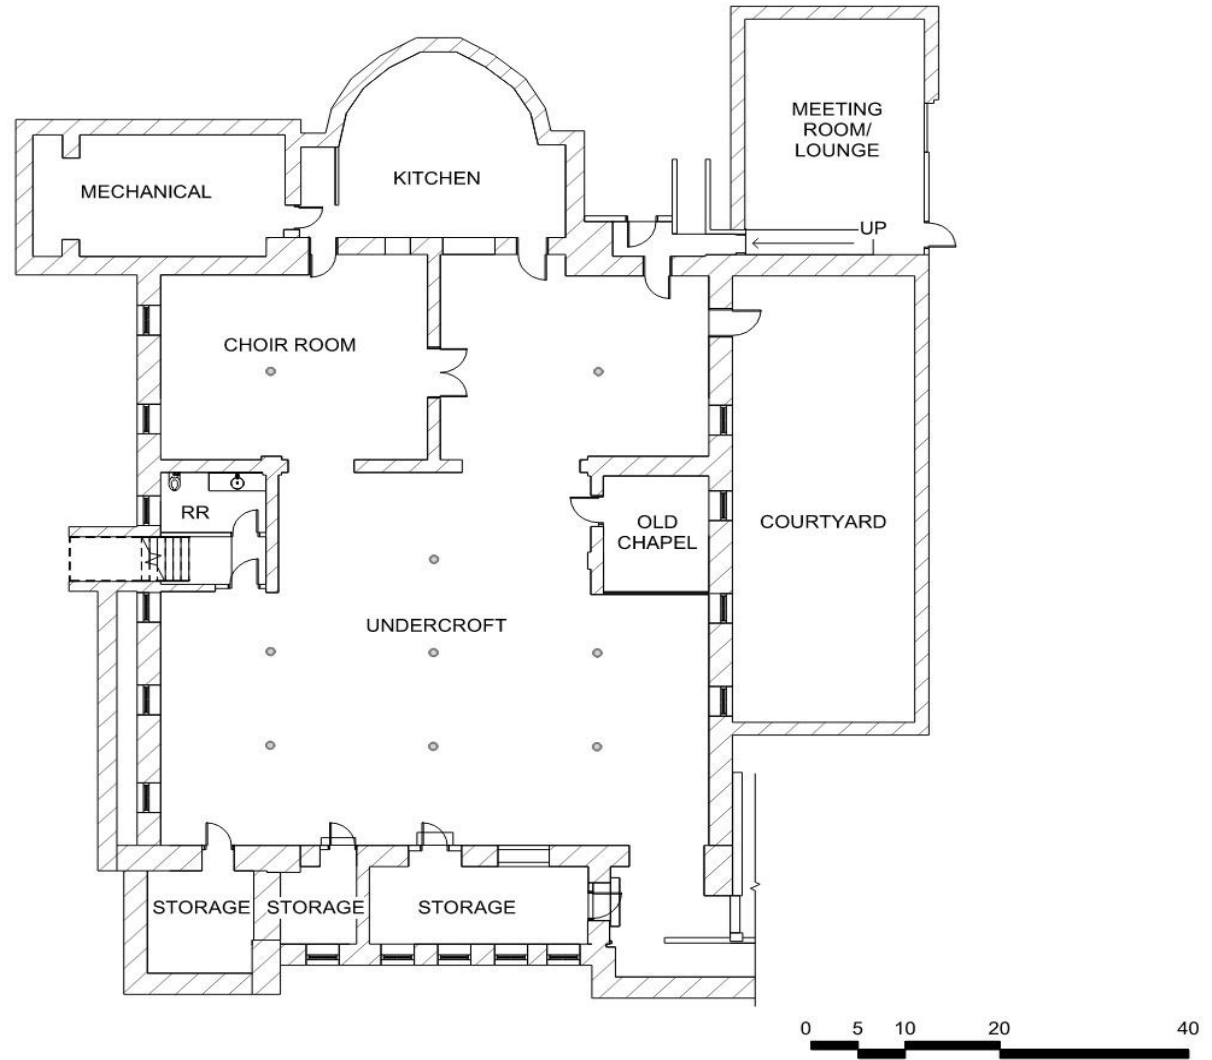 MEETING
ROOM/
LOUNGE
MECHANICAL
KITCHEN
UP
CHOIR ROOM
RR
OLD
CHAPEL
COURTYARD
UNDERCROFT
STORAGE
STORAGE
STORAGE
0 5 10 20 40